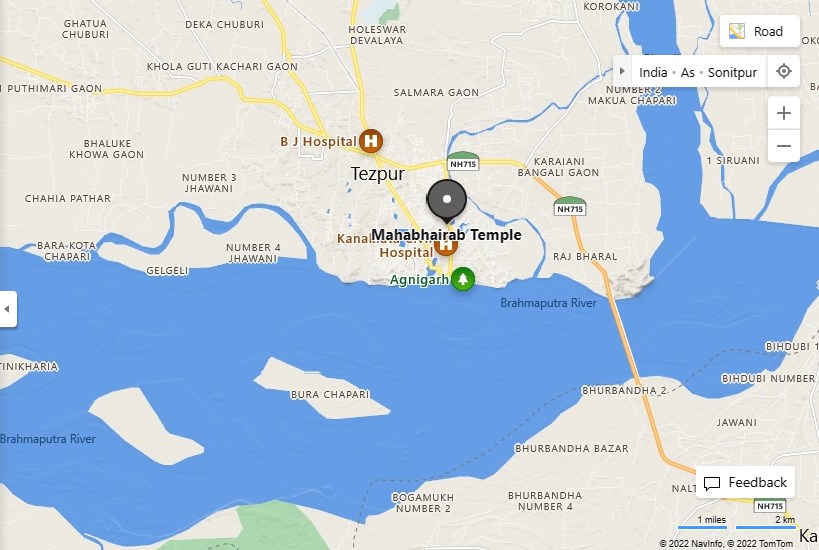 KOROKANI
GHATUA
CHUBURI
DEKA CHUBURI
HOLESWAR
DEVALAYA
Road
KHOLA GUTI KACHARI GAON
India • As • Sonitpur
I PUTHIMARI GAON
SALMARA GAON
NUMBER 2
MAKUA CHAPARI
BHALUKE
KHOWA GAON
B J Hospital
H
NH715
KARAIANI
BANGALI GAON
1 SIRUANI
Tezpur
NUMBER 3
JHAWANI
CHAHIA PATHAR
NH715
Mahabhairab Temple
Hospital
H
BARA-KOTA
CHAPARI
NUMBER 4
JHAWANI
RAJ BHARAL
GELGELI
Agnigarh
Brahmaputra River
TINIKHARIA
BIHDUBI 1
BIHDUBI NUMBER
BURA CHAPARI
BHURBANDHA 2
JAWANI
Brahmaputra River
BHURBANDHA BAZAR
Feedback
BOGAMUKH
NUMBER 2
BHURBANDHA
NUMBER 4
NALT
NH715
1 miles
2 km
Ka
© 2022 NavInfo, © 2022 TomTom